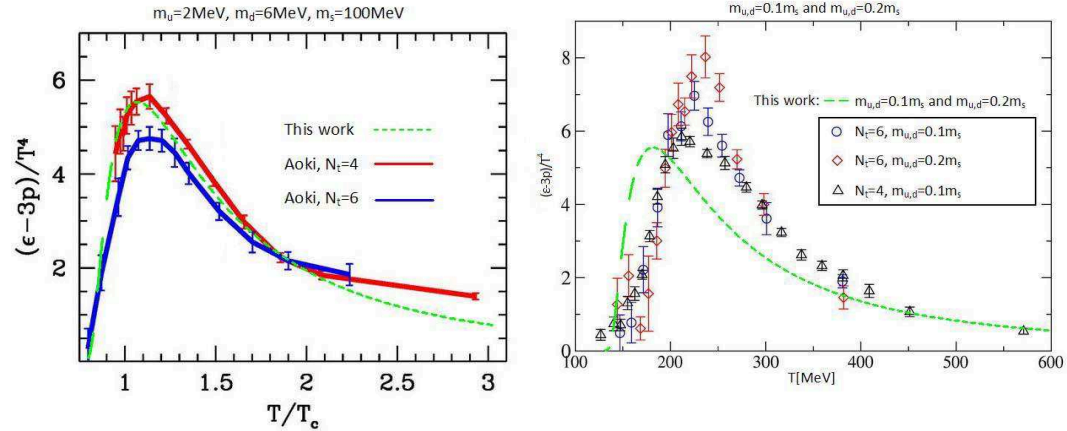 m_u=2MeV, m_d=6MeV, m_s=100MeV
(ϵ−3p)/T⁴
6
4
2
This work
Aoki, N_t=4
Aoki, N_t=6
1
1.5
2
2.5
3
T/T_c
m_u,d=0.1m_s and m_u,d=0.2m_s
(ε-3p)/T⁴
8
6
4
2
0
This work: m_u,d=0.1m_s and m_u,d=0.2m_s
N_t=6, m_u,d=0.1m_s
N_t=6, m_u,d=0.2m_s
N_t=4, m_u,d=0.1m_s
100
200
300
400
500
600
T[MeV]